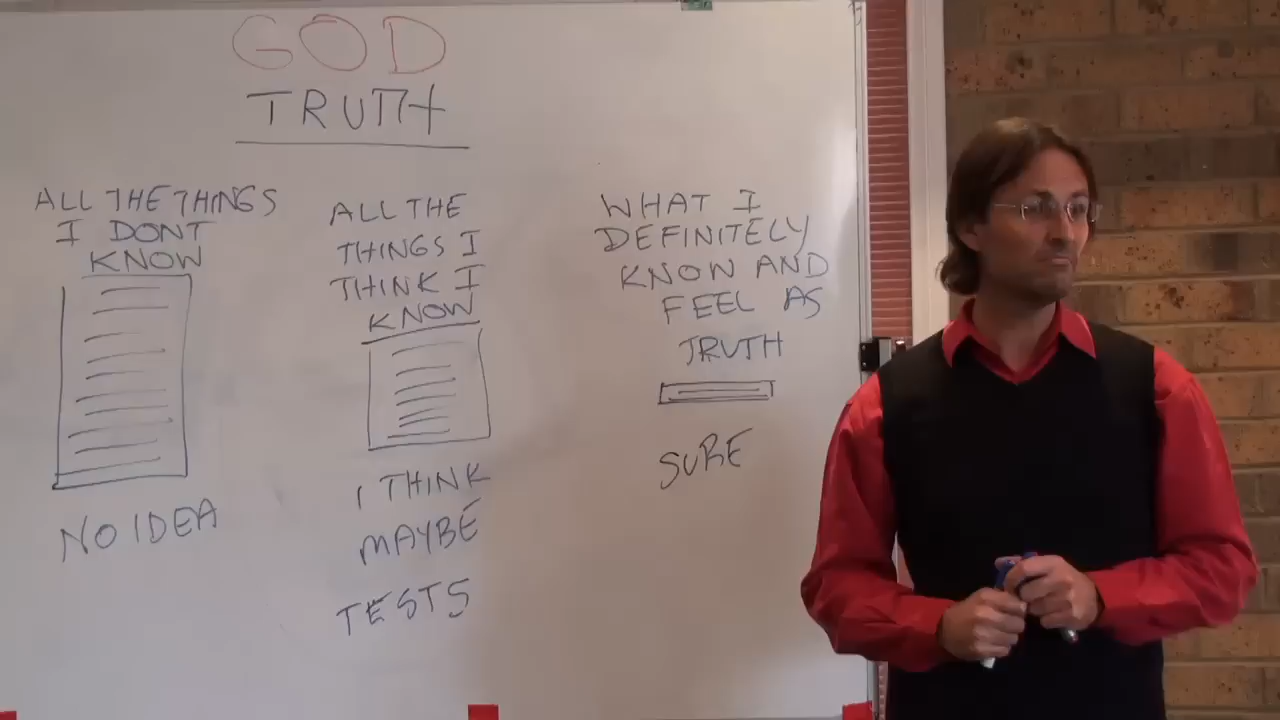 GOD
TRUTH
ALL THE THINGS
I DONT
KNOW
NO IDEA
ALL THE
THINGS I
THINK I
KNOW
I THINK
MAYBE
TESTS
WHAT I
DEFINITELY
KNOW AND
FEEL AS
TRUTH
SURE